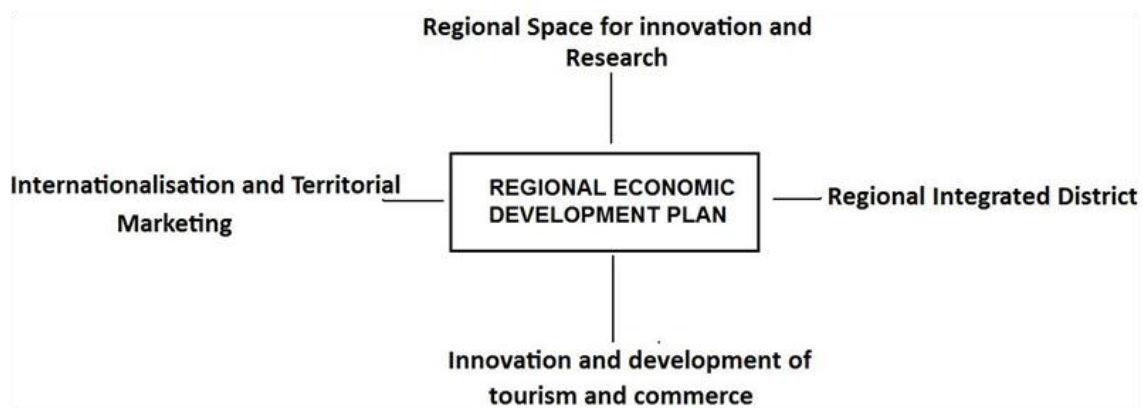 Regional Space for innovation and
Research
Internationalisation and Territorial
Marketing
REGIONAL ECONOMIC
DEVELOPMENT PLAN
Regional Integrated District
Innovation and development of
tourism and commerce